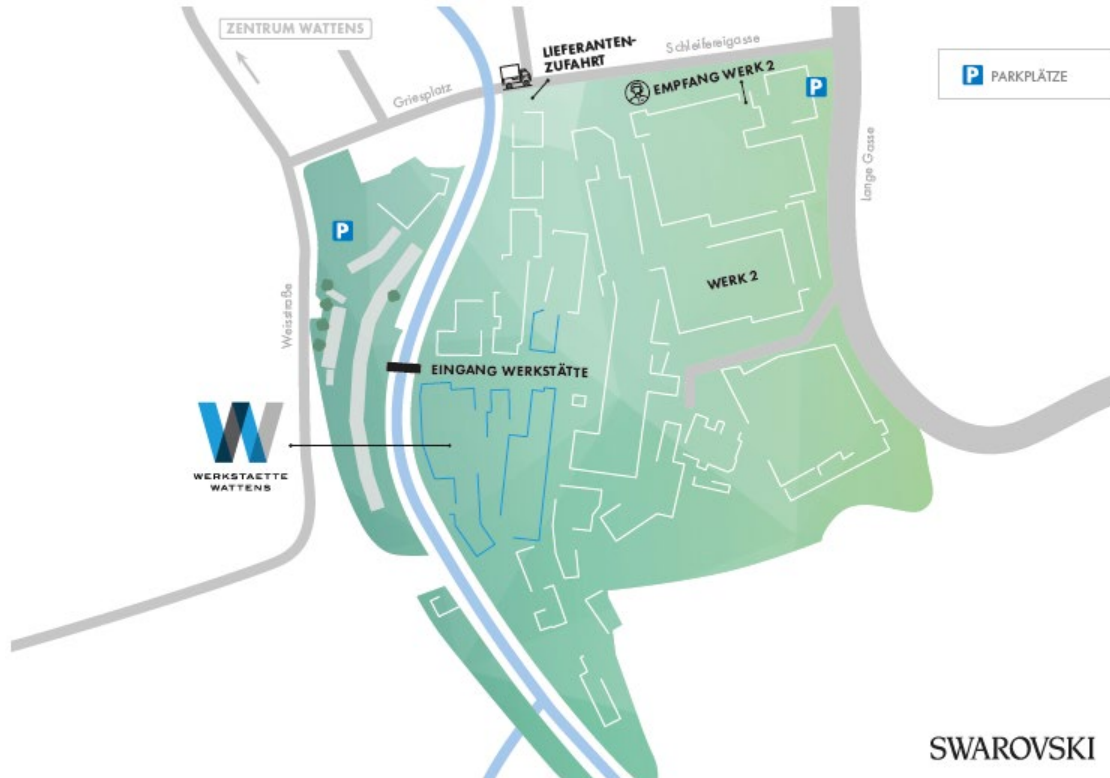 ZENTRUM WATTENS
LIEFERANTEN-
ZUFAHRT
Schleifereigasse
P PARKPLÄTZE
Griesplatz
EMPFANG WERK 2
P
Lange Gasse
P
WERK 2
Weisstraße
EINGANG WERKSTÄTTE
W
WERKSTAETTE
WATTENS
SWAROVSKI